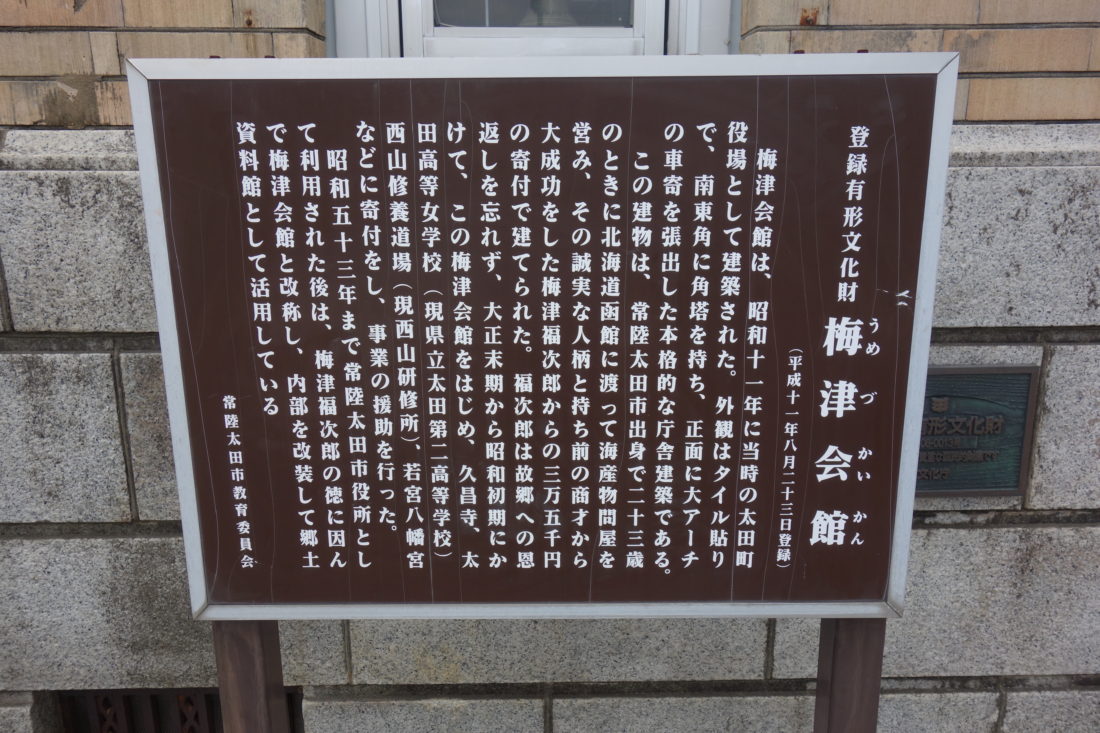 登録有形文化財 梅津会館
うめ づ かい かん
（平成十一年八月二十三日登録）
梅津会館は、昭和十一年に当時の太田町
役場として建築された。外観はタイル貼り
で、南東角に角塔を持ち、正面に大アーチ
の車寄を張出した本格的な庁舎建築である。
この建物は、常陸太田市出身で二十三歳
のときに北海道函館に渡って海産物問屋を
営み、その誠実な人柄と持ち前の商才から
大成功をした梅津福次郎からの三万五千円
の寄付で建てられた。福次郎は故郷への恩
返しを忘れず、大正末期から昭和初期にか
けて、この梅津会館をはじめ、久昌寺、太
田高等女学校（現県立太田第二高等学校）
西山修養道場（現西山研修所）、若宮八幡宮
などに寄付をし、事業の援助を行った。
昭和五十三年まで常陸太田市役所とし
て利用された後は、梅津福次郎の徳に因ん
で梅津会館と改称し、内部を改装して郷土
資料館として活用している
常陸太田市教育委員会
形文化財
文化庁